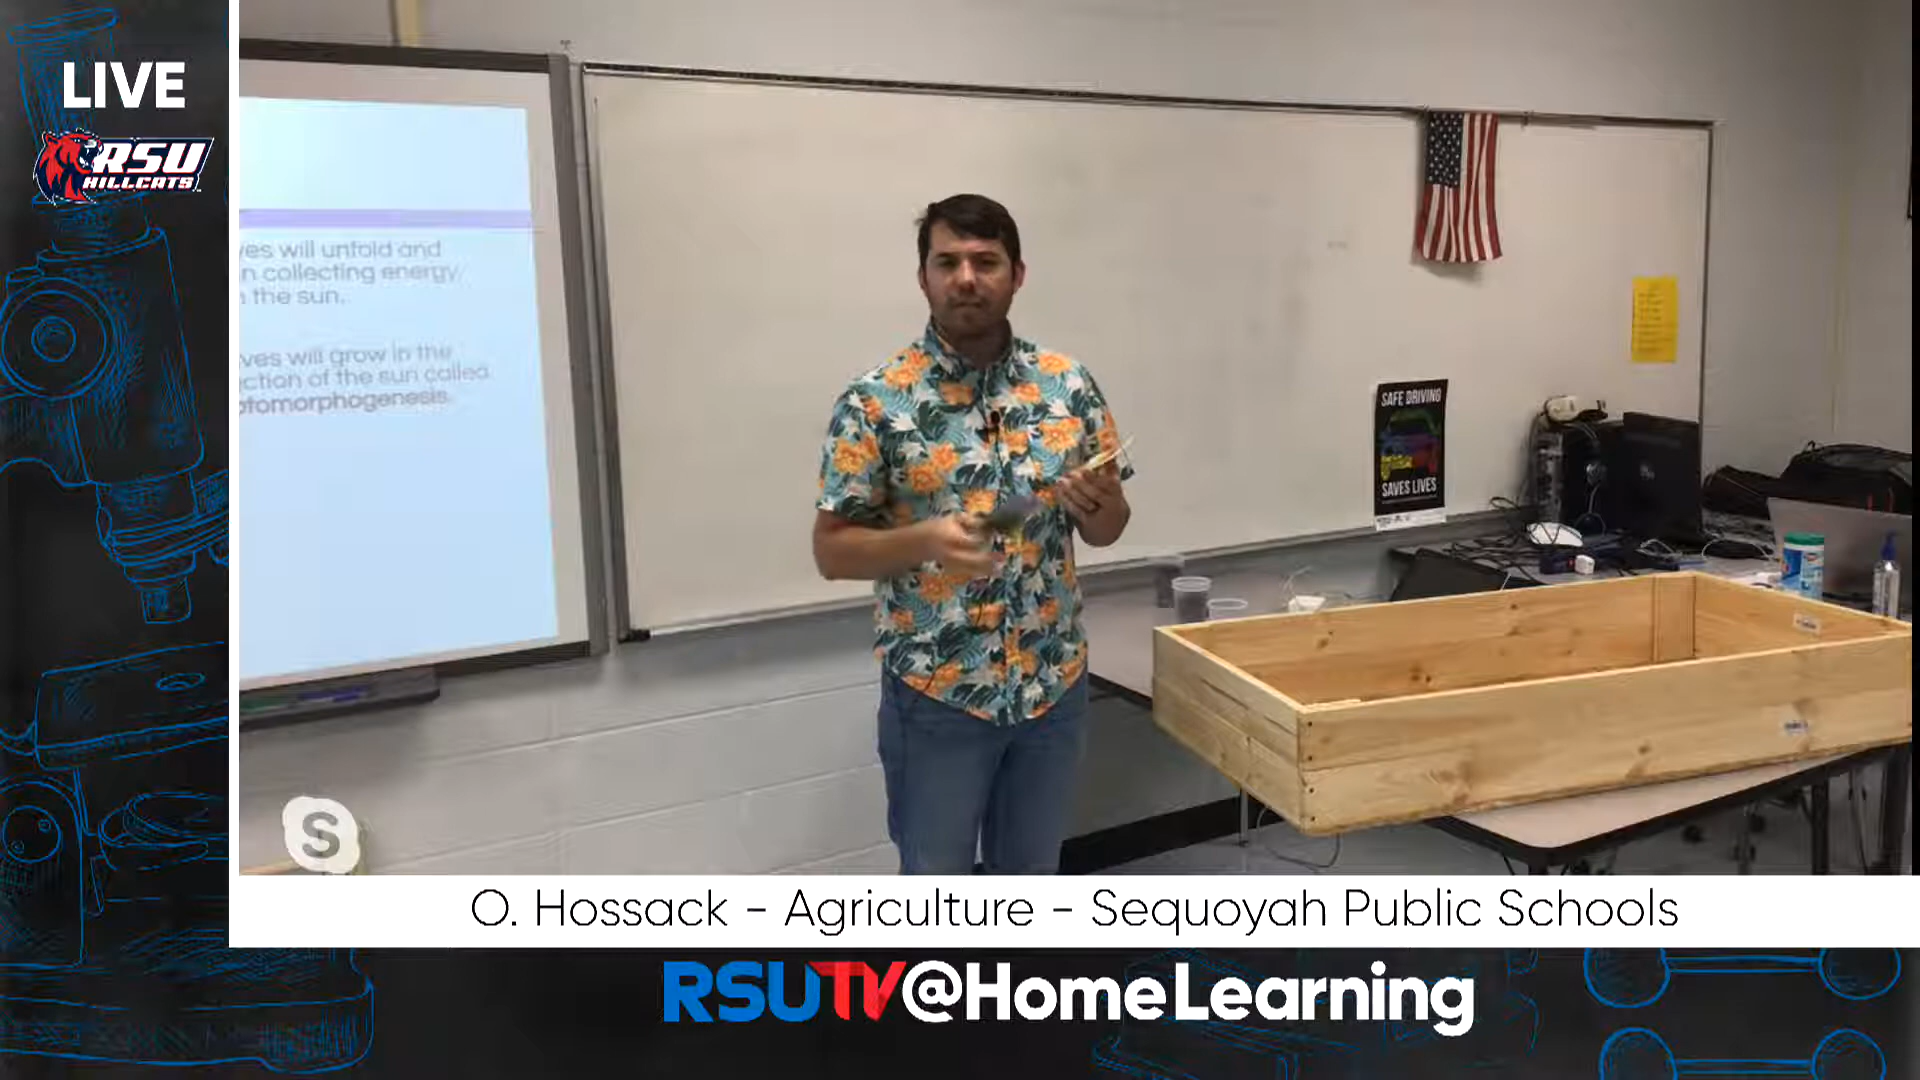 LIVE
RSU
HILLCATS
ves will unfold and
n collecting energy
the sun.
ves will grow in the
ction of the sun called
otomorphogenesis.
SAFE DRIVING
SAVES LIVES
S
O. Hossack - Agriculture - Sequoyah Public Schools
RSUTV@HomeLearning